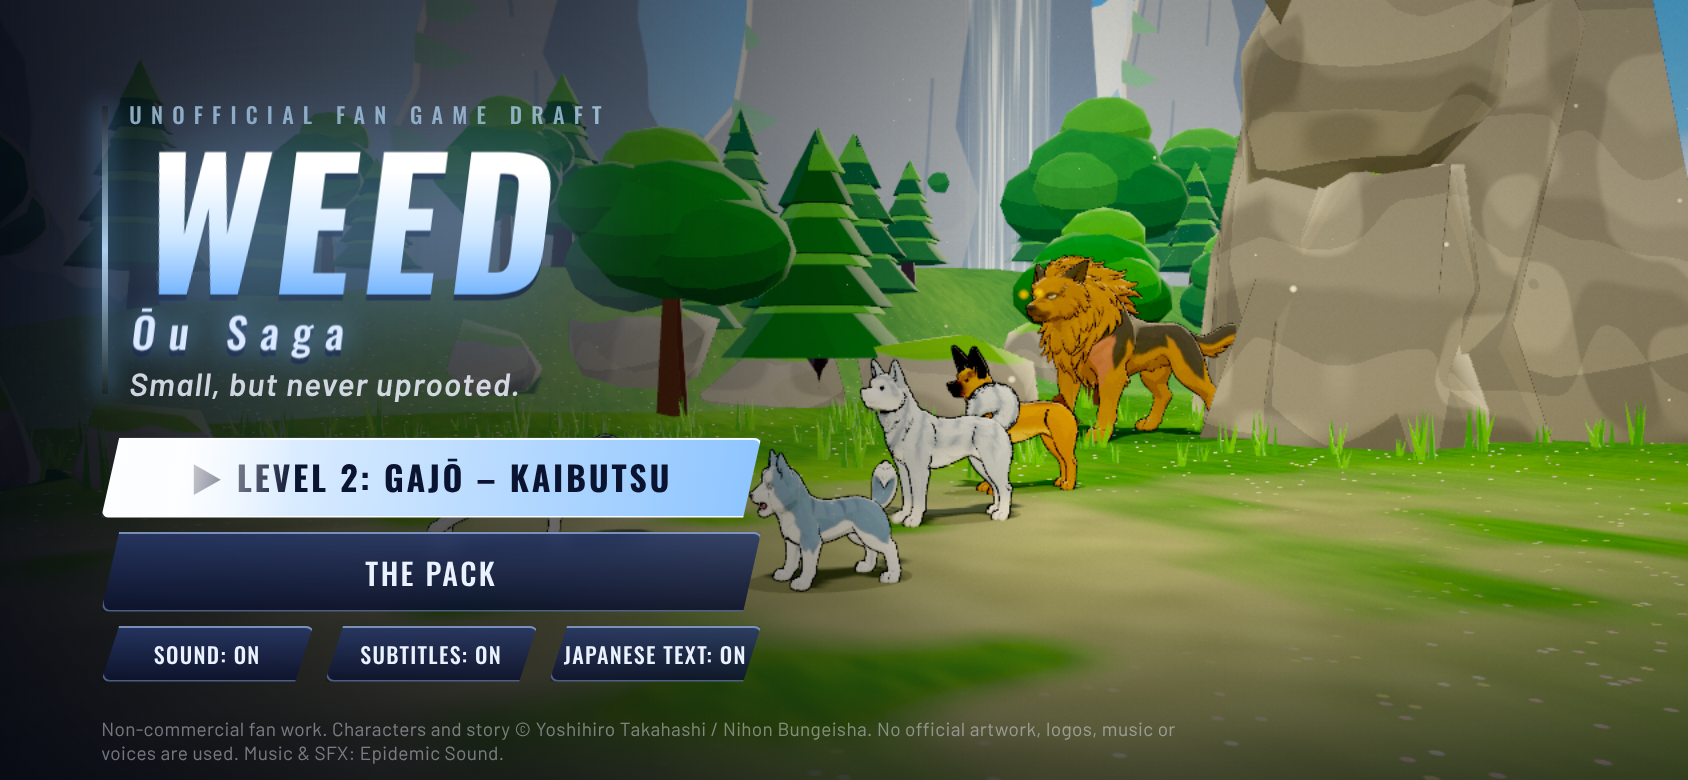 UNOFFICIAL FAN GAME DRAFT
WEED
Ōu Saga
Small, but never uprooted.
LEVEL 2: GAJŌ – KAIBUTSU
THE PACK
SOUND: ON
SUBTITLES: ON
JAPANESE TEXT: ON
Non-commercial fan work. Characters and story © Yoshihiro Takahashi / Nihon Bungeisha. No official artwork, logos, music or
voices are used. Music & SFX: Epidemic Sound.